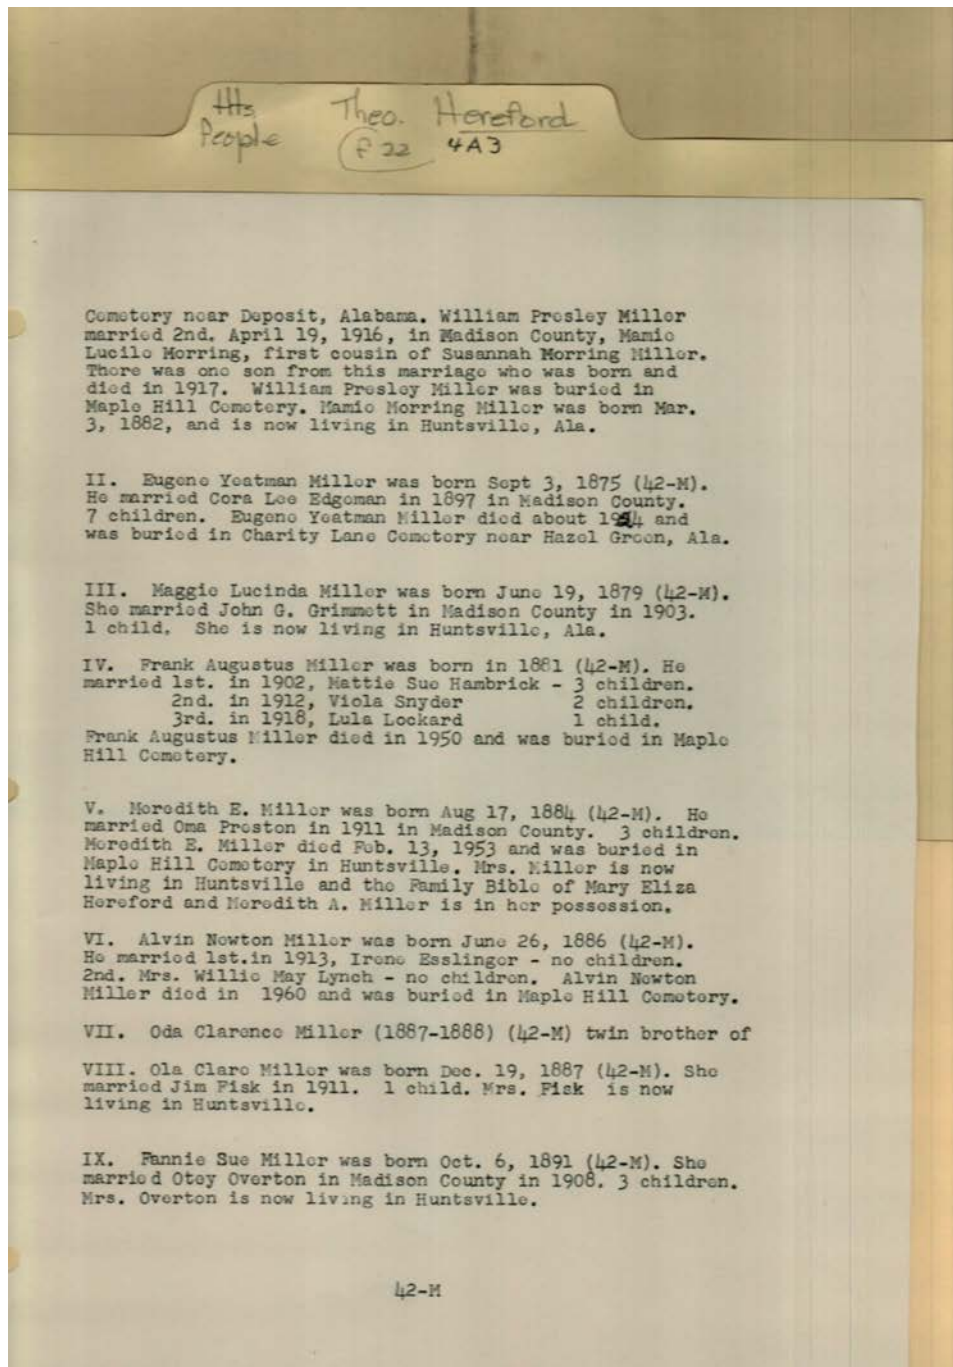 Hts Theo. Hereford
People f 22 4A3
Cemetery near Deposit, Alabama. William Presley Miller
married 2nd. April 19, 1916, in Madison County, Mamie
Lucile Morring, first cousin of Susannah Morring Miller.
There was one son from this marriage who was born and
died in 1917. William Presley Miller was buried in
Maple Hill Cemetery. Mamie Morring Miller was born Mar.
3, 1882, and is now living in Huntsville, Ala.
II. Eugene Yeatman Miller was born Sept 3, 1875 (42-M).
He married Cora Lee Edgeman in 1897 in Madison County.
7 children. Eugene Yeatman Miller died about and
was buried in Charity Lane Cemetery near Hazel Green, Ala.
III. Maggie Lucinda Miller was born June 19, 1879 (42-M).
She married John G. Grimmett in Madison County in 1903.
1 child. She is now living in Huntsville, Ala.
IV. Frank Augustus Miller was born in 1881 (42-M). He
married 1st. in 1902, Mattie Sue Hambrick - 3 children.
2nd. in 1912, Viola Snyder 2 children.
3rd. in 1918, Lula Lockard 1 child.
Frank Augustus Miller died in 1950 and was buried in Maple
Hill Cemetery.
V. Meredith E. Miller was born Aug 17, 1884 (42-M). He
married Oma Preston in 1911 in Madison County. 3 children.
Meredith E. Miller died Feb. 13, 1953 and was buried in
Maple Hill Cemetery in Huntsville. Mrs. Miller is now
living in Huntsville and the Family Bible of Mary Eliza
Hereford and Meredith A. Miller is in her possession.
VI. Alvin Newton Miller was born June 26, 1886 (42-M).
He married 1st.in 1913, Irene Esslinger - no children.
2nd. Mrs. Willie May Lynch - no children. Alvin Newton
Miller died in 1960 and was buried in Maple Hill Cemetery.
VII. Oda Clarence Miller (1887-1888) (42-M) twin brother of
VIII. Ola Clare Miller was born Dec. 19, 1887 (42-M). She
married Jim Fisk in 1911. 1 child. Mrs. Fisk is now
living in Huntsville.
IX. Fannie Sue Miller was born Oct. 6, 1891 (42-M). She
married Otey Overton in Madison County in 1908. 3 children.
Mrs. Overton is now living in Huntsville.
42-M